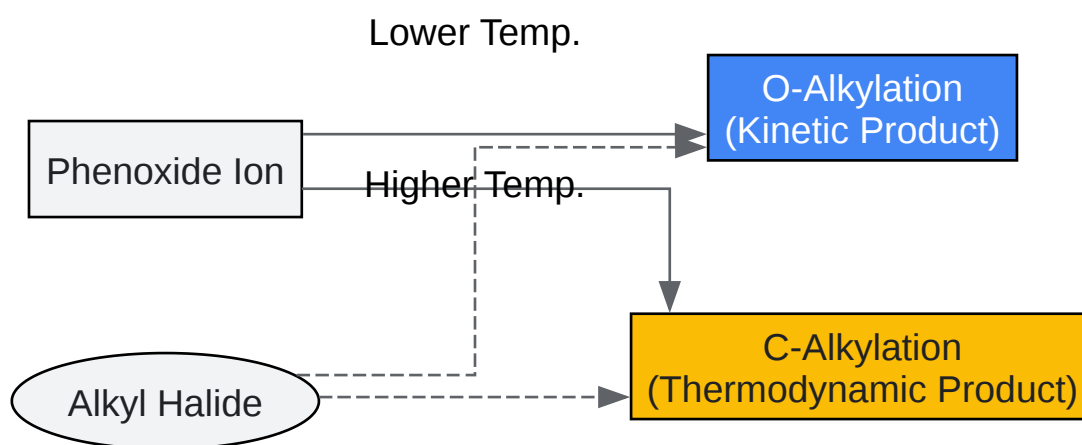 Lower Temp.
O-Alkylation
(Kinetic Product)
Phenoxide Ion
Higher Temp.
C-Alkylation
(Thermodynamic Product)
Alkyl Halide